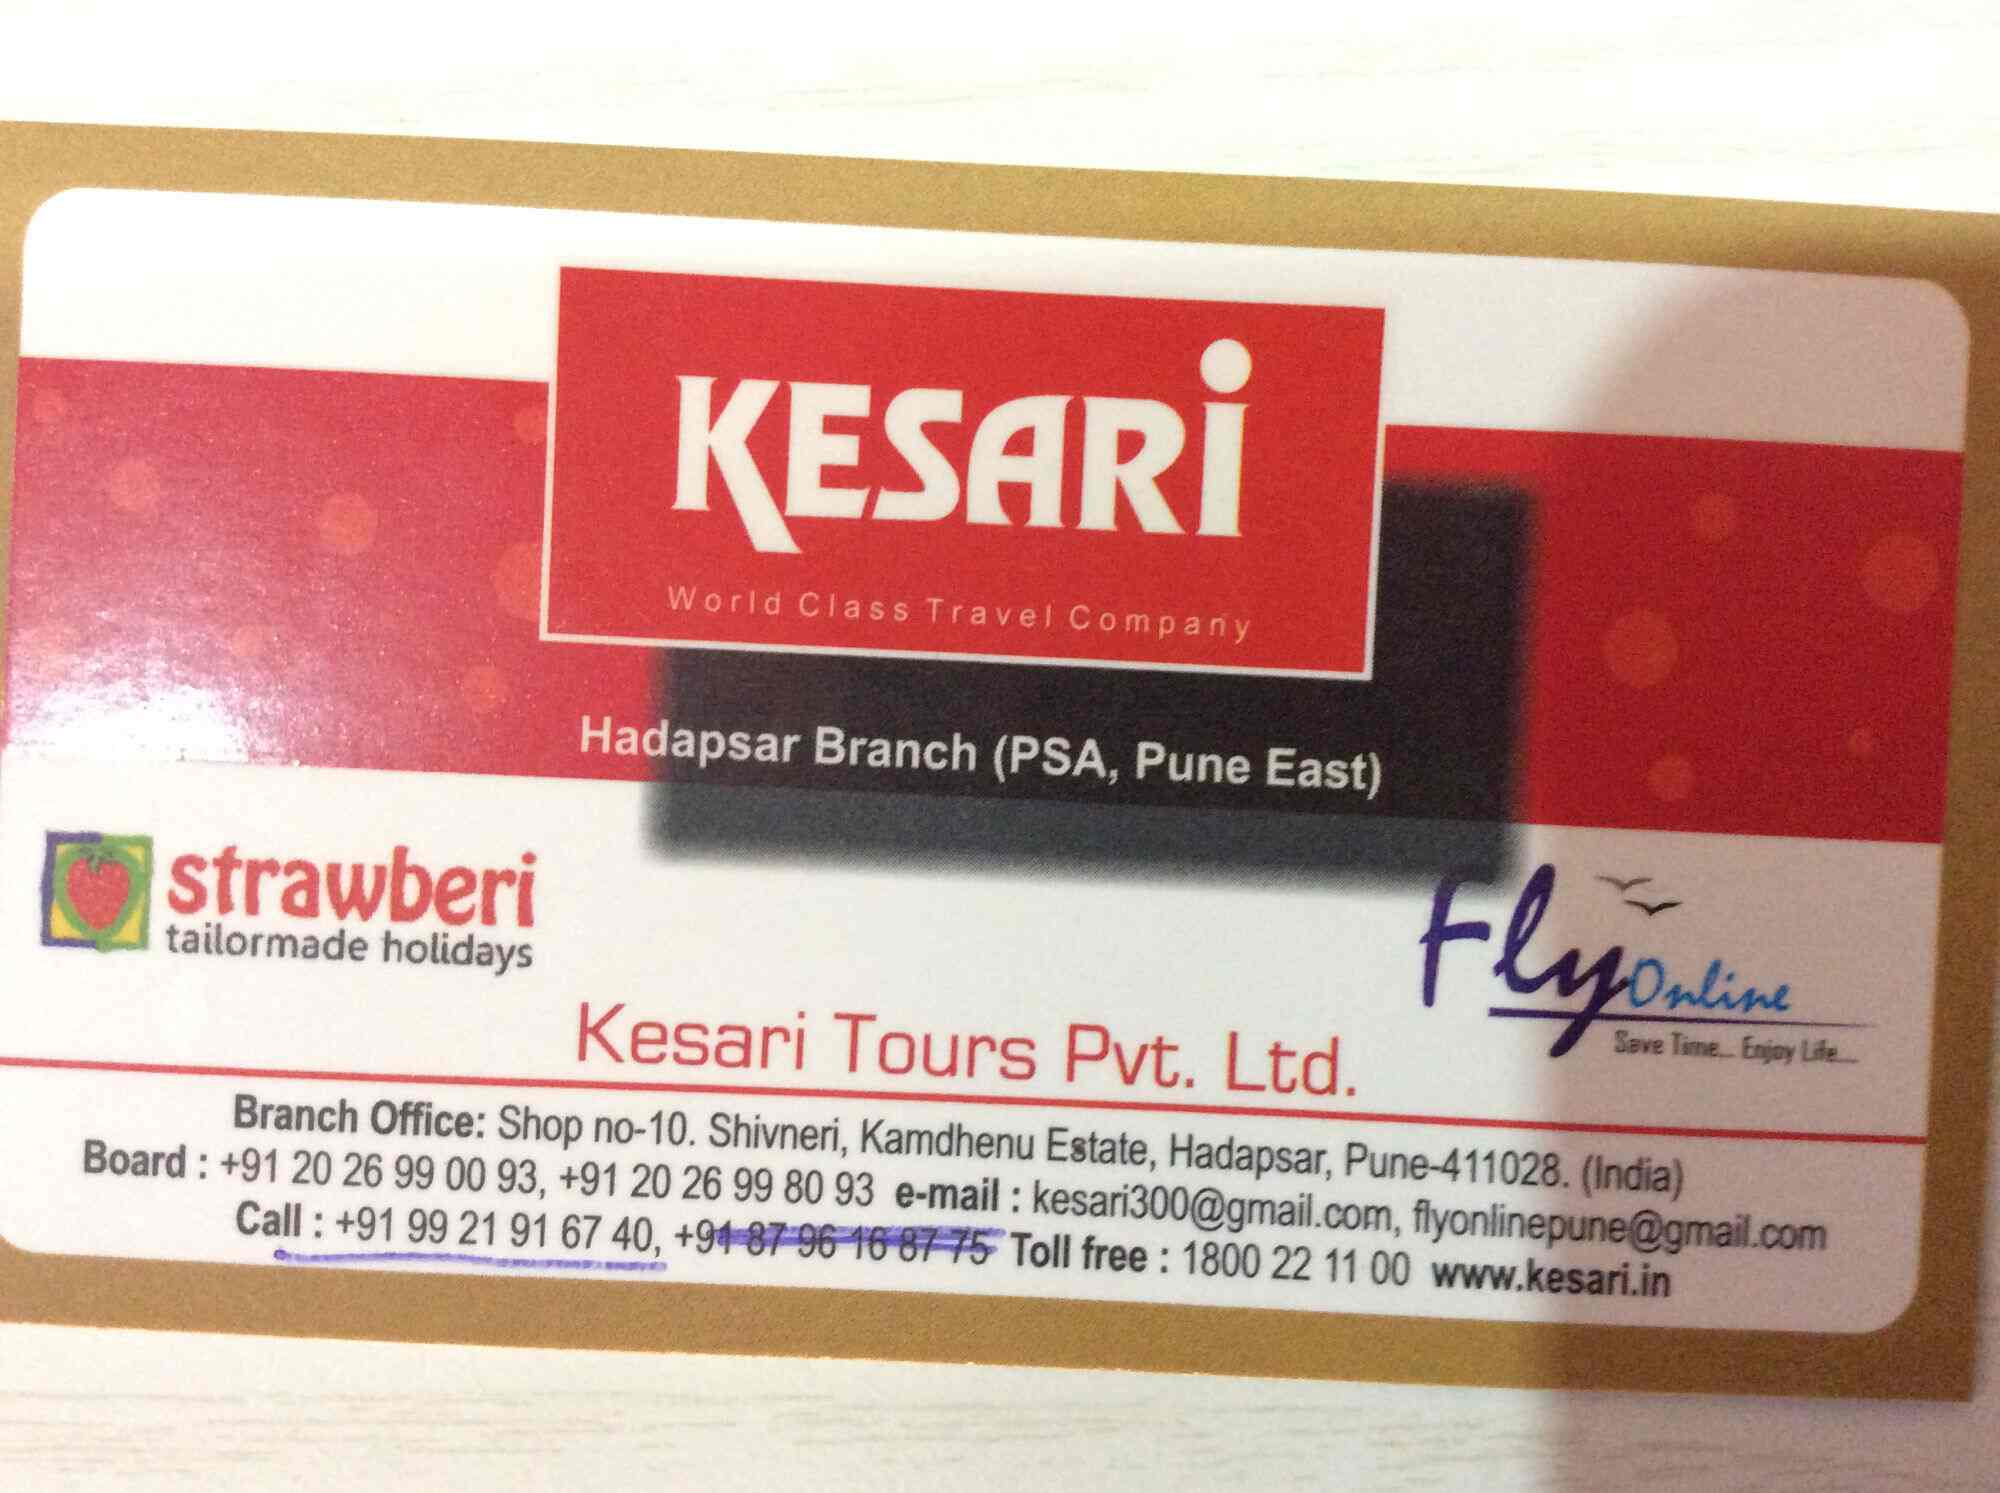 KESARi
World Class Travel Company
Hadapsar Branch (PSA, Pune East)
strawberi
tailormade holidays
Fly Online
Save Time... Enjoy Life...
Kesari Tours Pvt. Ltd.
Branch Office: Shop no-10. Shivneri, Kamdhenu Estate, Hadapsar, Pune-411028. (India)
Board : +91 20 26 99 00 93, +91 20 26 99 80 93 e-mail : kesari300@gmail.com, flyonlinepune@gmail.com
Call : +91 99 21 91 67 40, +91 87 96 16 87 75 Toll free : 1800 22 11 00 www.kesari.in